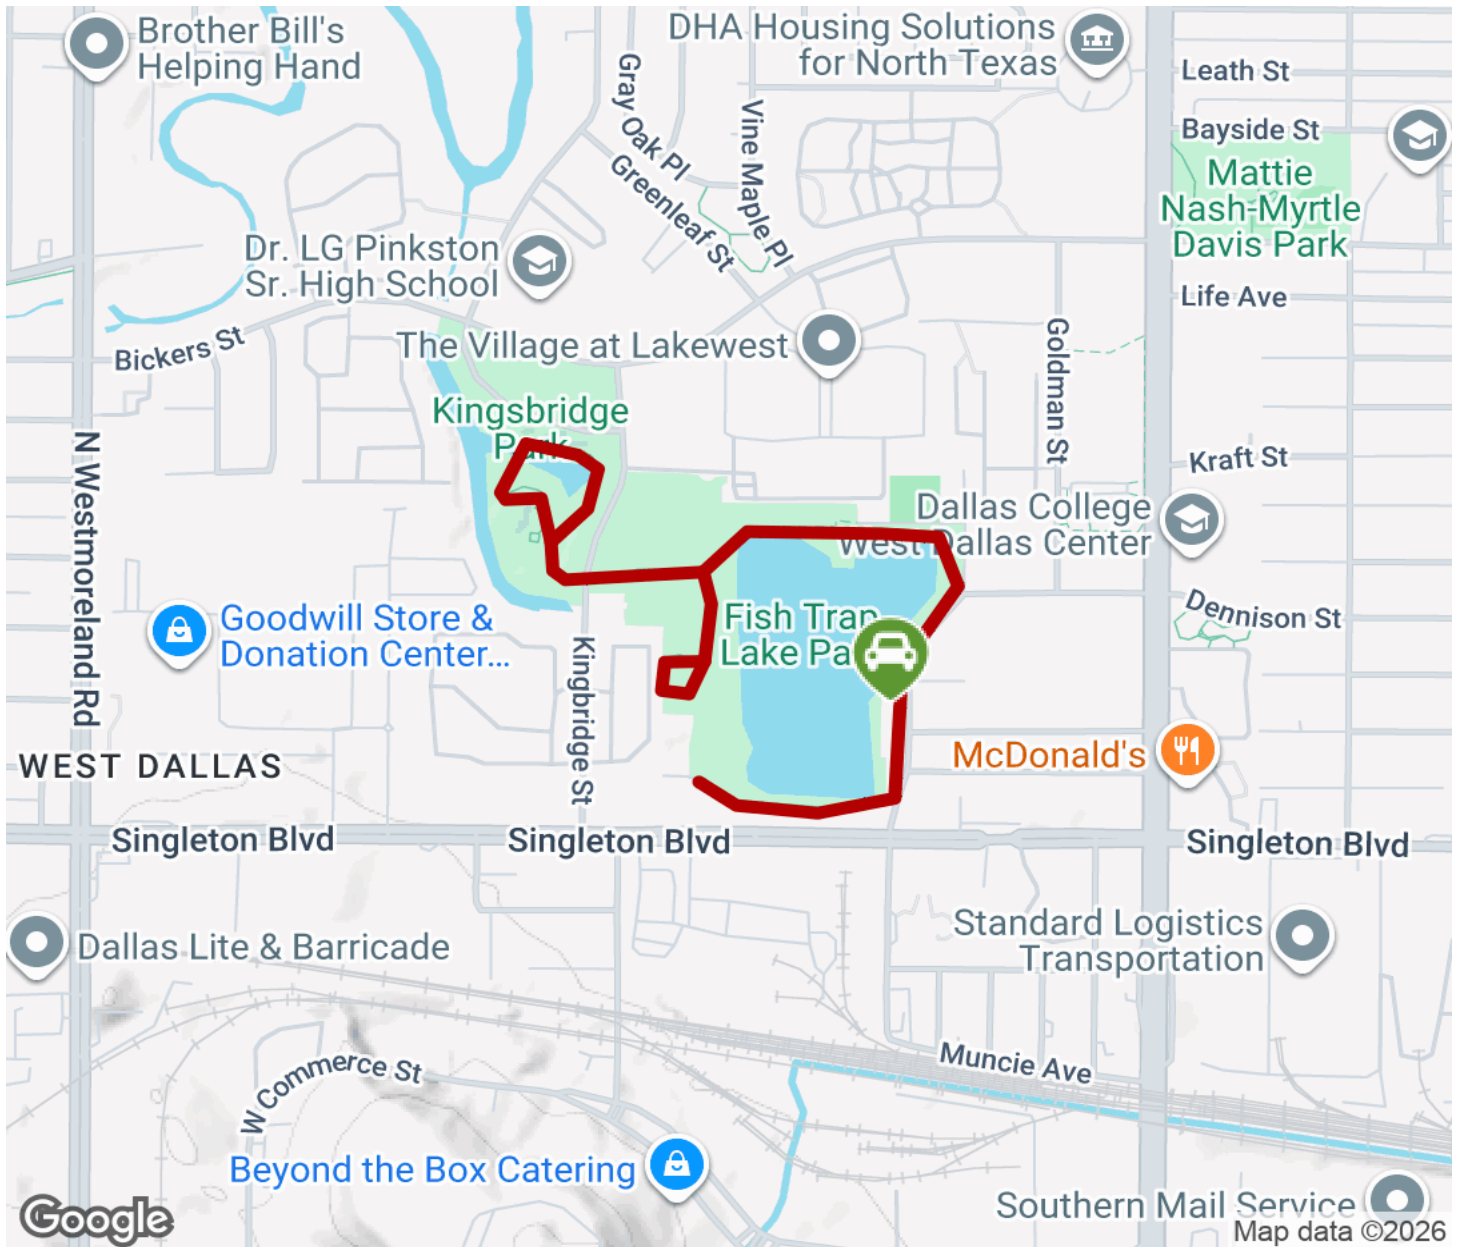 Brother Bill's
Helping Hand
DHA Housing Solutions
for North Texas
Leath St
Bayside St
Gray Oak Pl
Vine Maple Pl
Greenleaf St
Mattie
Nash-Myrtle
Davis Park
Dr. LG Pinkston
Sr. High School
Life Ave
Bickers St
The Village at Lakewest
Goldman St
Kingsbridge
Park
N Westmoreland Rd
Kraft St
Dallas College
West Dallas Center
Goodwill Store &
Donation Center...
Fish Trap
Lake Pa
Dennison St
Kingbridge St
WEST DALLAS
McDonald's
Singleton Blvd
Singleton Blvd
Singleton Blvd
Dallas Lite & Barricade
Standard Logistics
Transportation
Muncie Ave
W Commerce St
Beyond the Box Catering
Southern Mail Service
Google
Map data ©2026